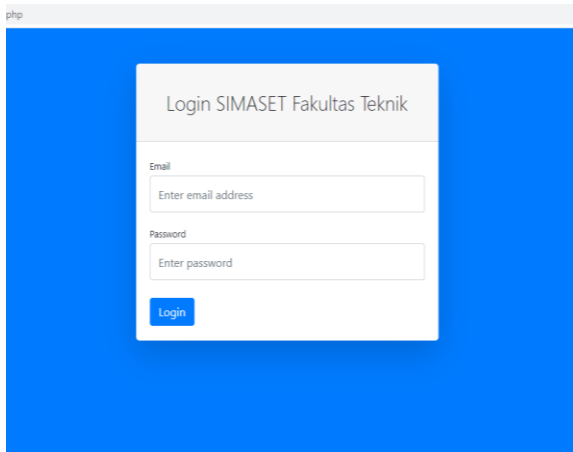 php
Login SIMASET Fakultas Teknik
Email
Enter email address
Password
Enter password
Login